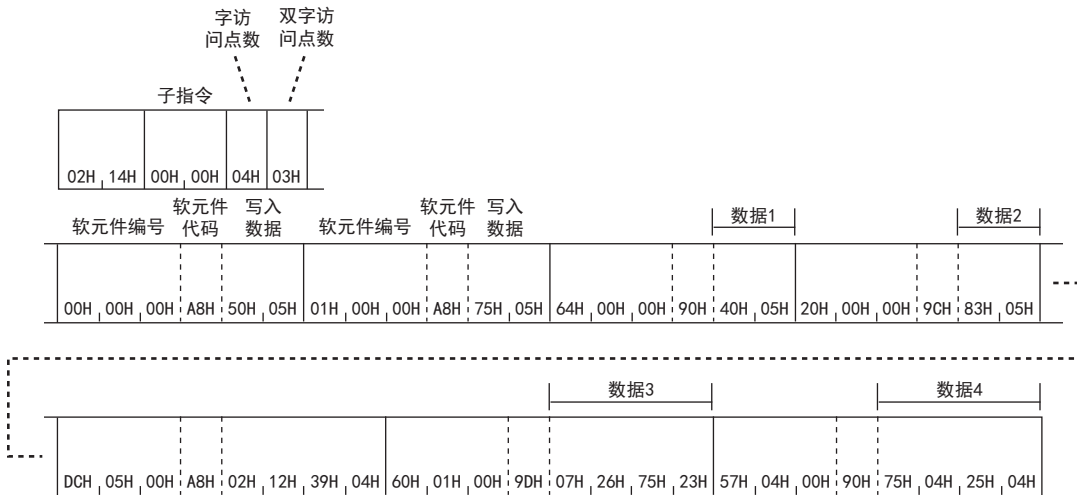 字访问点数 双字访问点数
子指令
02H 14H 00H 00H 04H 03H
软元件编号 软元件代码 写入数据 软元件编号 软元件代码 写入数据 数据1 数据2
00H 00H 00H A8H 50H 05H 01H 00H 00H A8H 75H 05H 64H 00H 00H 90H 40H 05H 20H 00H 00H 9CH 83H 05H
数据3 数据4
DCH 05H 00H A8H 02H 12H 39H 04H 60H 01H 00H 9DH 07H 26H 75H 23H 57H 04H 00H 90H 75H 04H 25H 04H